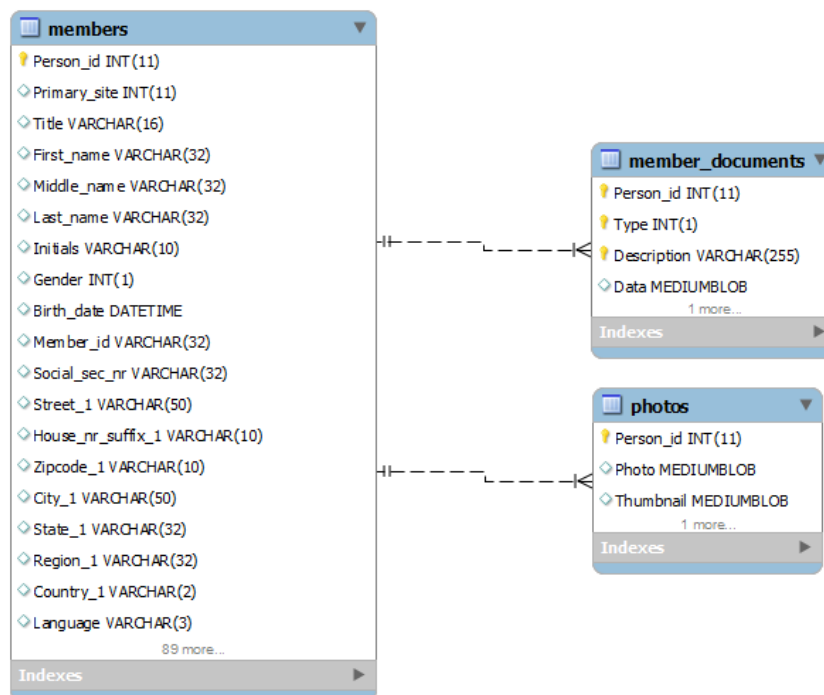 members
Person_id INT(11)
Primary_site INT(11)
Title VARCHAR(16)
First_name VARCHAR(32)
Middle_name VARCHAR(32)
Last_name VARCHAR(32)
Initials VARCHAR(10)
Gender INT(1)
Birth_date DATETIME
Member_id VARCHAR(32)
Social_sec_nr VARCHAR(32)
Street_1 VARCHAR(50)
House_nr_suffix_1 VARCHAR(10)
Zipcode_1 VARCHAR(10)
City_1 VARCHAR(50)
State_1 VARCHAR(32)
Region_1 VARCHAR(32)
Country_1 VARCHAR(2)
Language VARCHAR(3)
89 more...
Indexes
member_documents
Person_id INT(11)
Type INT(1)
Description VARCHAR(255)
Data MEDIUMBLOB
1 more...
Indexes
photos
Person_id INT(11)
Photo MEDIUMBLOB
Thumbnail MEDIUMBLOB
1 more...
Indexes